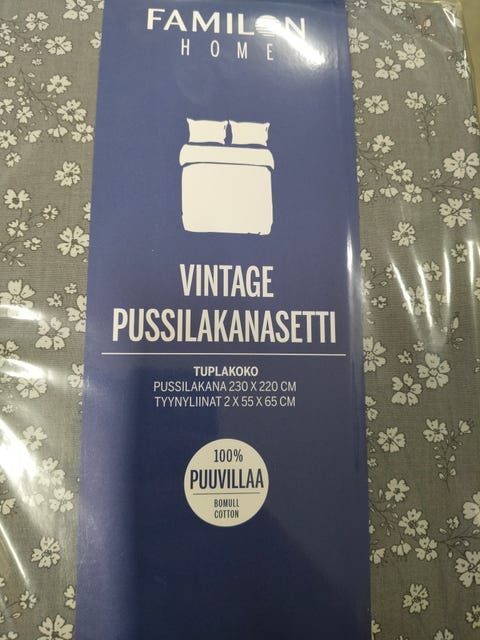 FAMILON
HOME
VINTAGE
PUSSILAKANASETTI
TUPLAKOKO
PUSSILAKANA 230 X 220 CM
TYYNYLIINAT 2 X 55 X 65 CM
100%
PUUVILLAA
BOMULL
COTTON